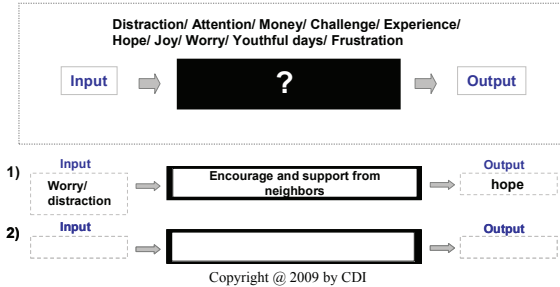 Distraction/ Attention/ Money/ Challenge/ Experience/
Hope/ Joy/ Worry/ Youthful days/ Frustration
Input
?
Output
1)
Input
Worry/
distraction
Encourage and support from
neighbors
Output
hope
2)
Input
Output
Copyright @ 2009 by CDI